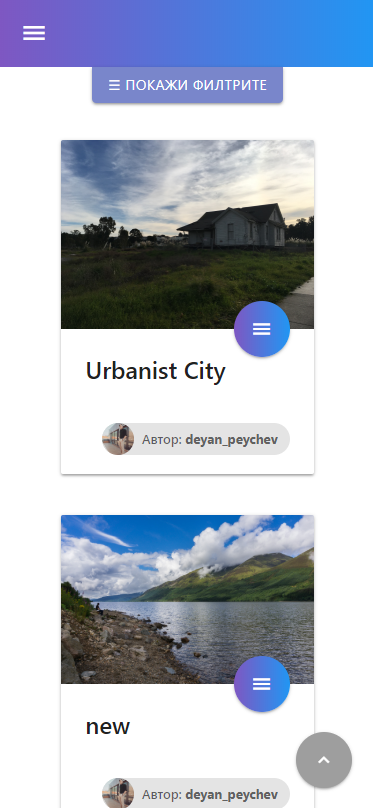 ☰ ПОКАЖИ ФИЛТРИТЕ
Urbanist City
Автор: deyan_peychev
new
Автор: deyan_peychev